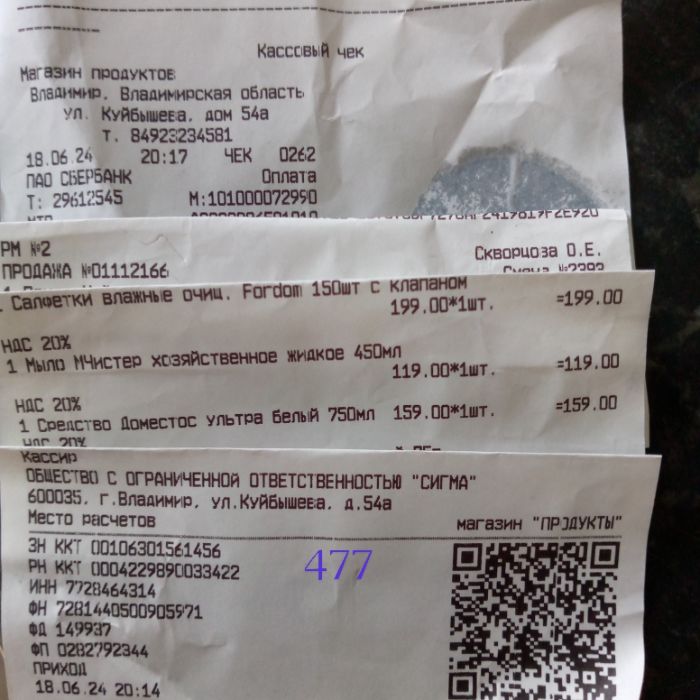 Кассовый чек
Магазин продуктов
Владимир, Владимирская область
ул. Куйбышева, дом 54а
т. 84923234581
18.06.24 20:17 ЧЕК 0262
ПАО СБЕРБАНК Оплата
Т: 29612545 М:101000072990
РМ №2 Скворцова О.Е.
ПРОДАЖА №01112166 Смена №2393
1 Салфетки влажные очищ. Fordom 150шт с клапаном
199.00*1шт. =199.00
НДС 20%
1 Мыло МЧистер хозяйственное жидкое 450мл
119.00*1шт. =119.00
НДС 20%
1 Средство Доместос ультра белый 750мл 159.00*1шт. =159.00
НДС 20%
Кассир
ОБЩЕСТВО С ОГРАНИЧЕННОЙ ОТВЕТСТВЕННОСТЬЮ "СИГМА"
600035, г.Владимир, ул.Куйбышева, д.54а
Место расчетов магазин "ПРОДУКТЫ"
ЗН ККТ 00106301561456
РН ККТ 0004229890033422
477
ИНН 7728464314
ФН 7281440500905971
ФД 149937
ФП 0282792344
ПРИХОД
18.06.24 20:14